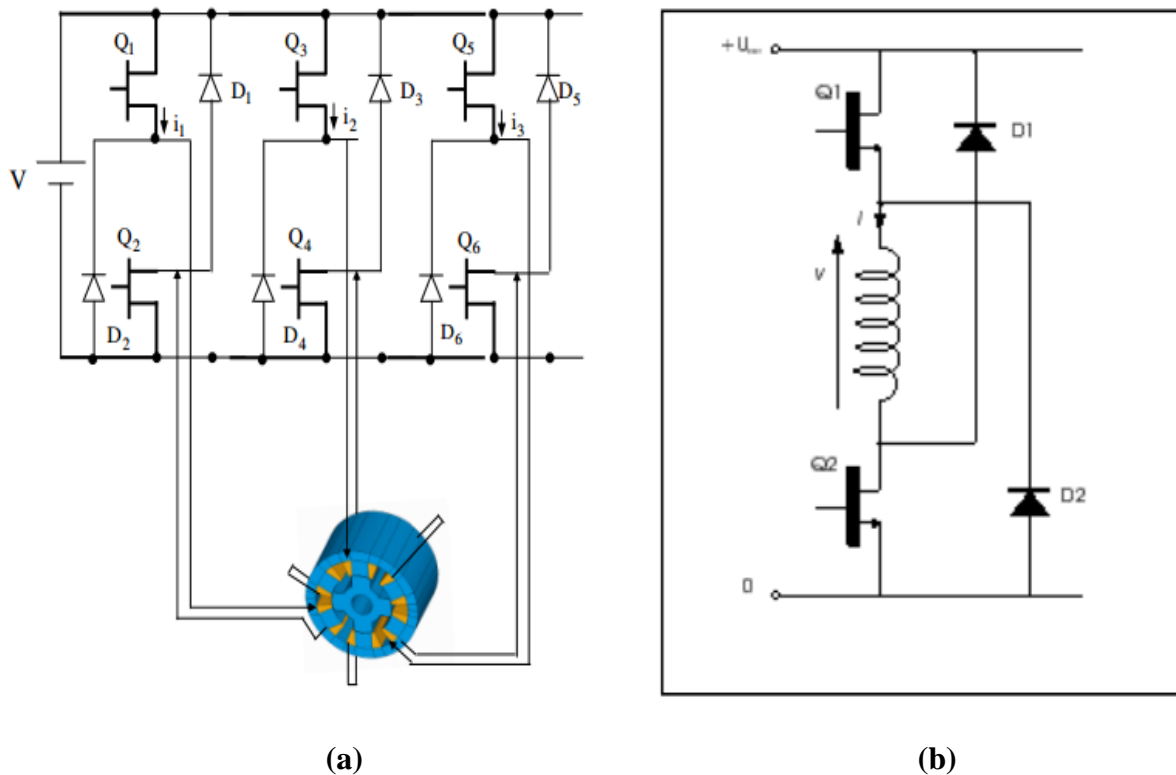 Q1 Q3 Q5
D1 D3 D5
i1 i2 i3
V
Q2 Q4 Q6
D2 D4 D6
(a)
+U
Q1
D1
I
V
Q2
D2
0
(b)